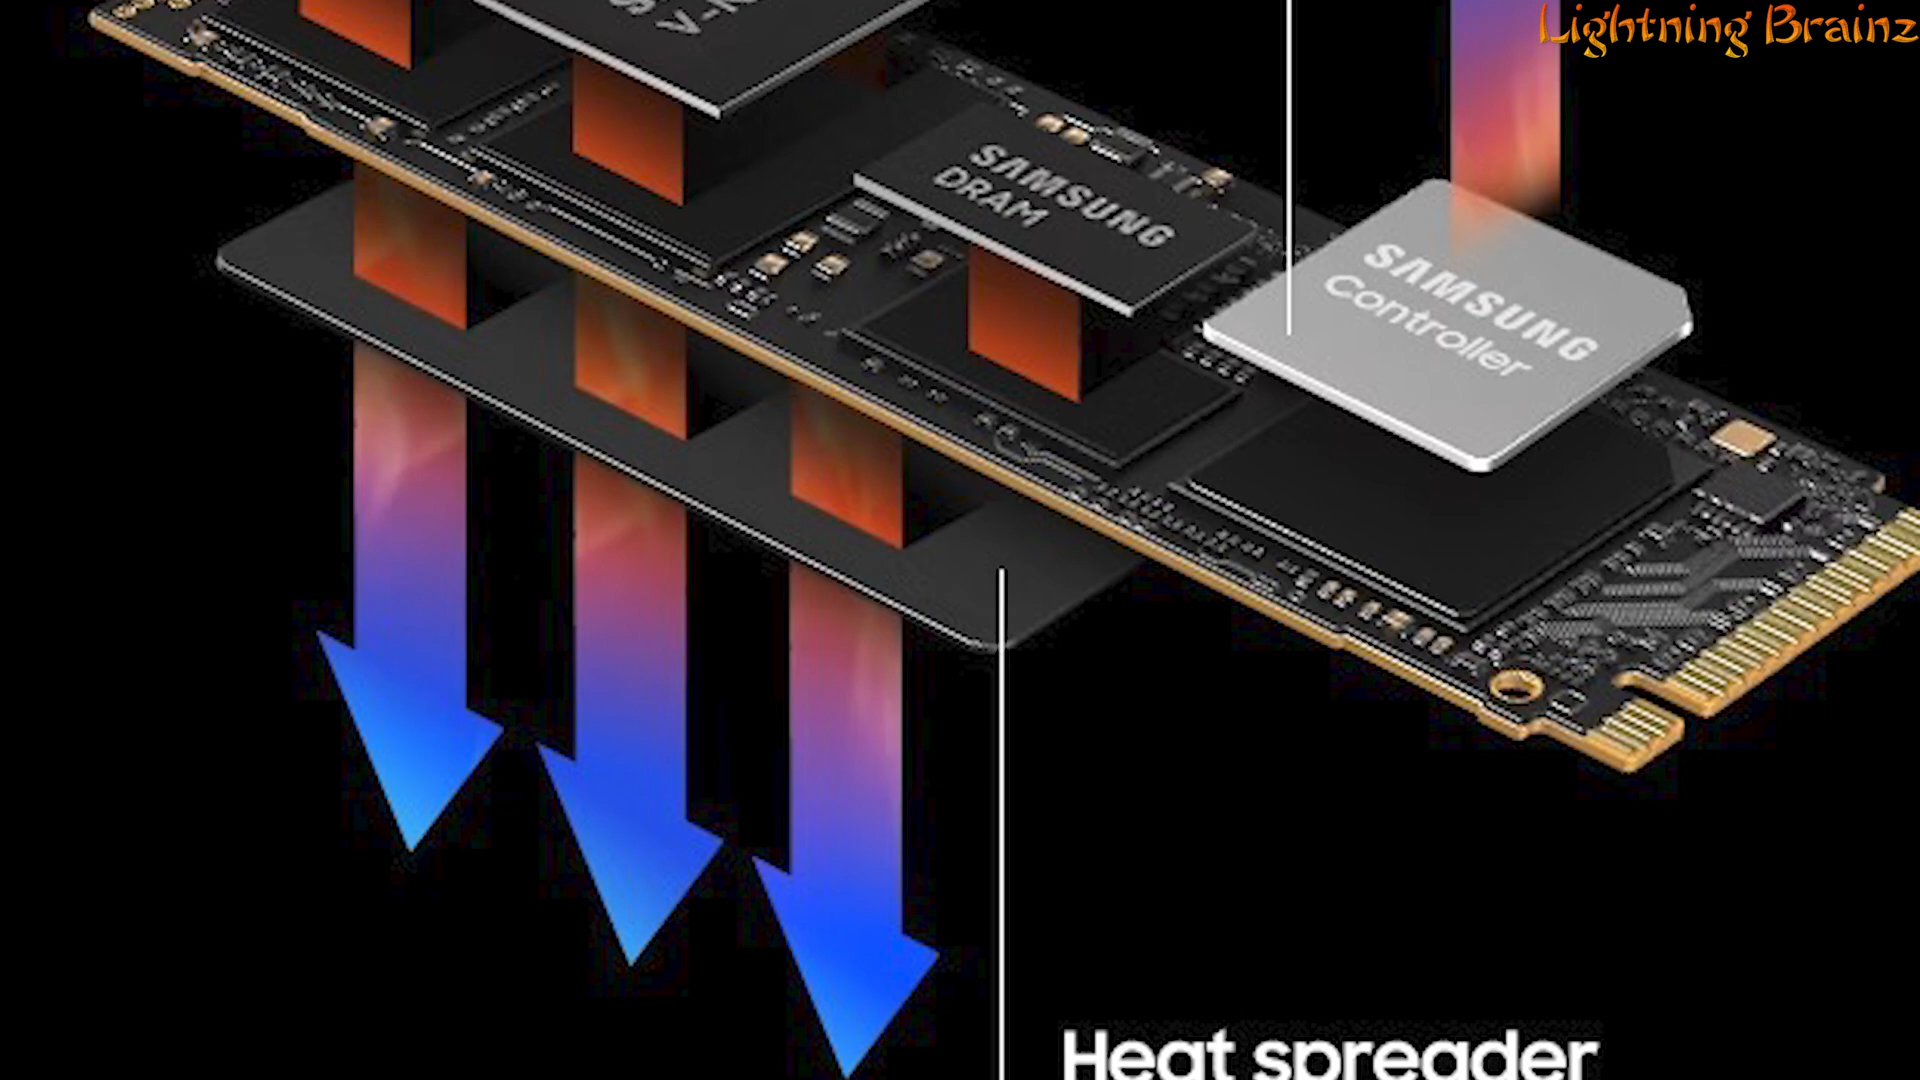 Lightning Brainz
SAMSUNG
DRAM
SAMSUNG
Controller
Heat spreader